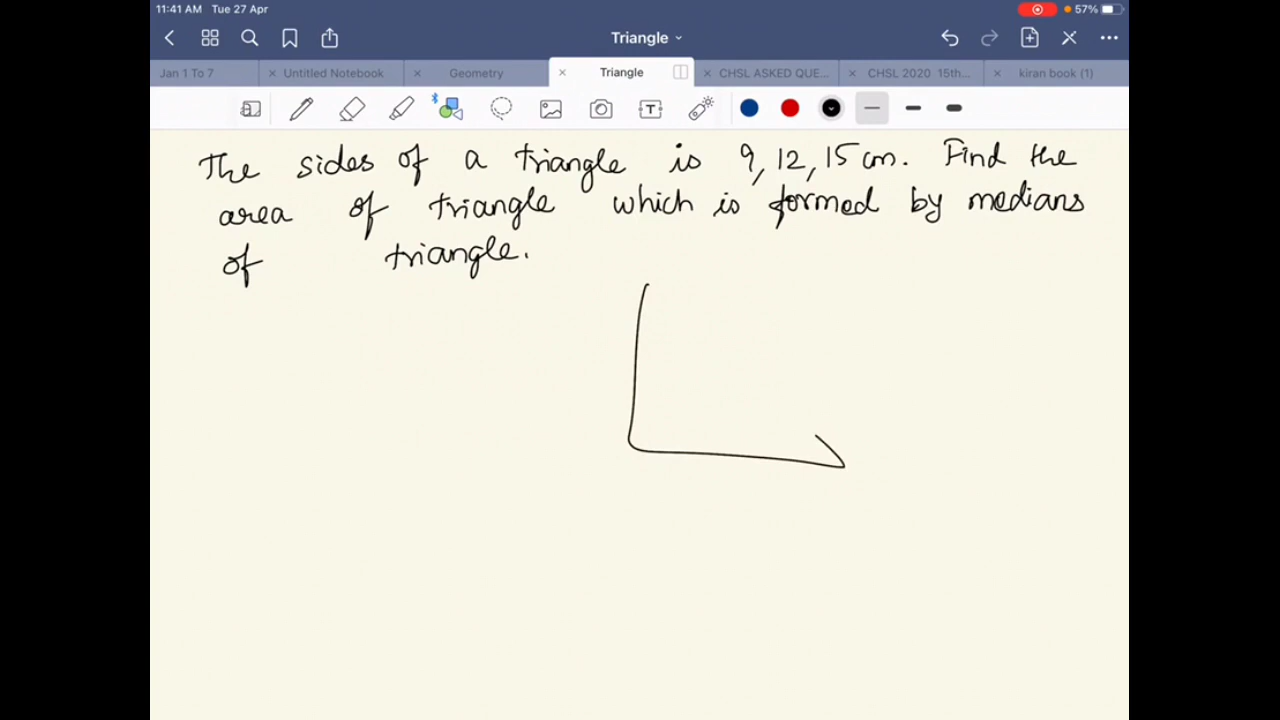 11:41 AM Tue 27 Apr
57%
Triangle
Jan 1 To 7
Untitled Notebook
Geometry
Triangle
CHSL ASKED QUE...
CHSL 2020 15th...
kiran book (1)
T
The sides of a triangle is 9, 12, 15 cm. Find the
area of triangle which is formed by medians
of triangle.